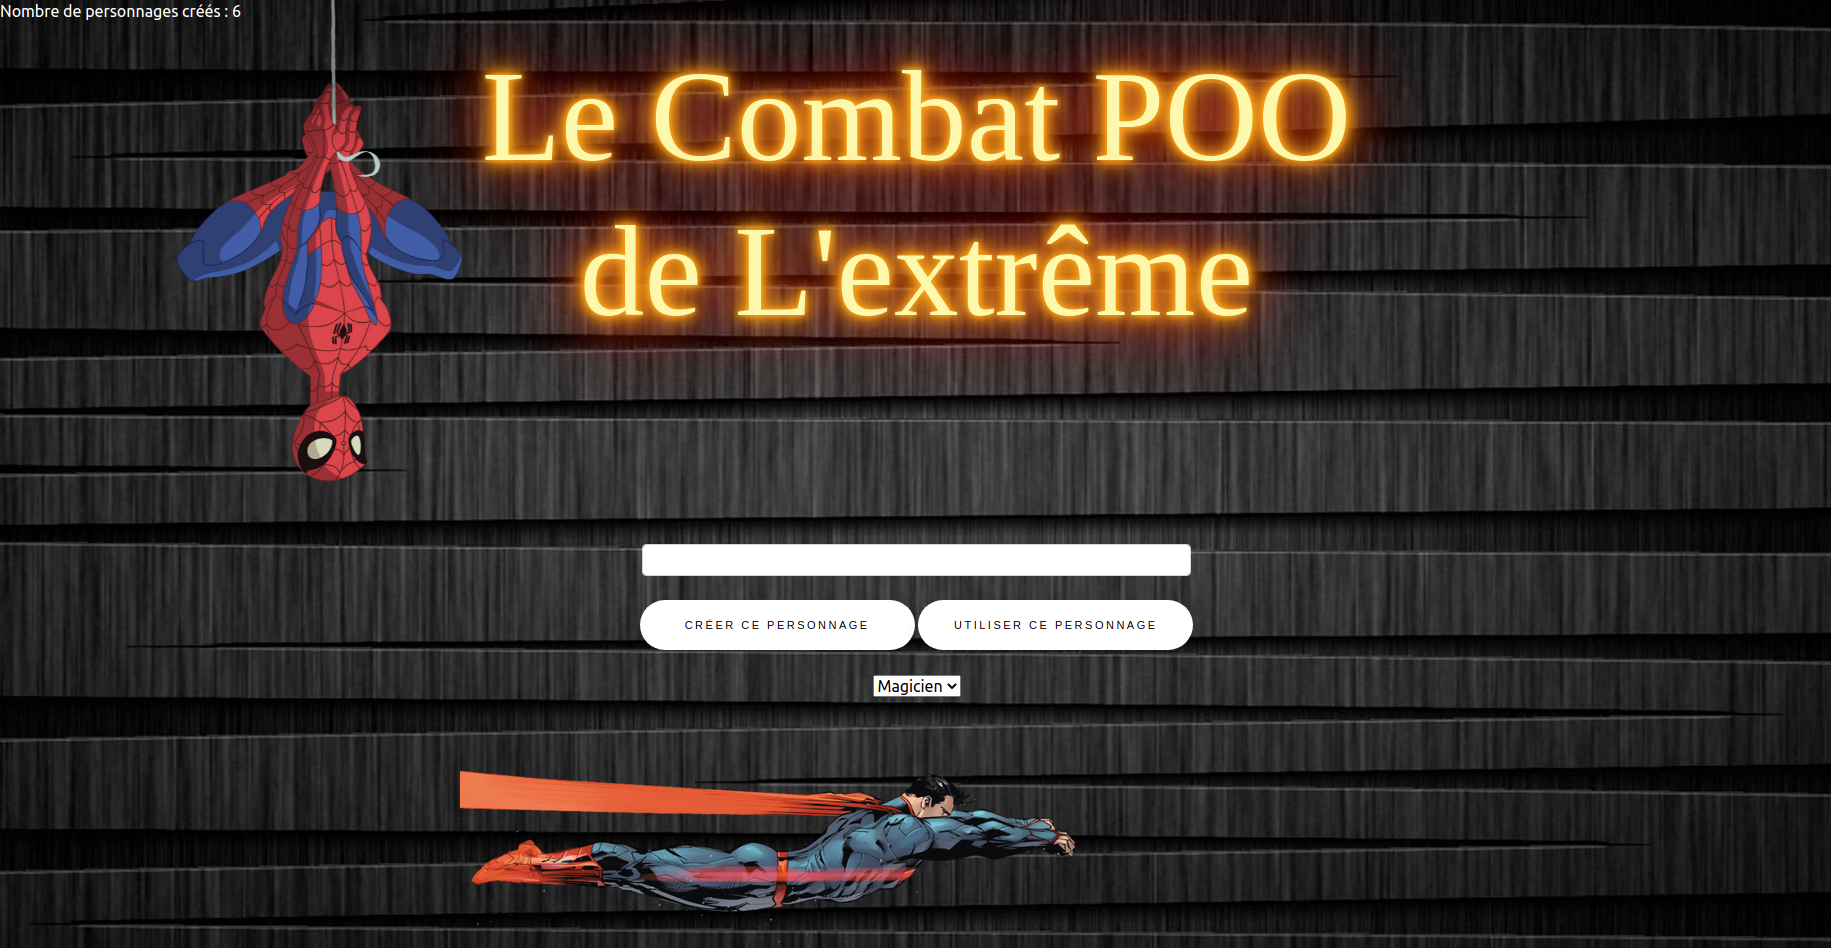 Nombre de personnages créés : 6
Le Combat POO
de L'extrême
CRÉER CE PERSONNAGE
UTILISER CE PERSONNAGE
Magicien